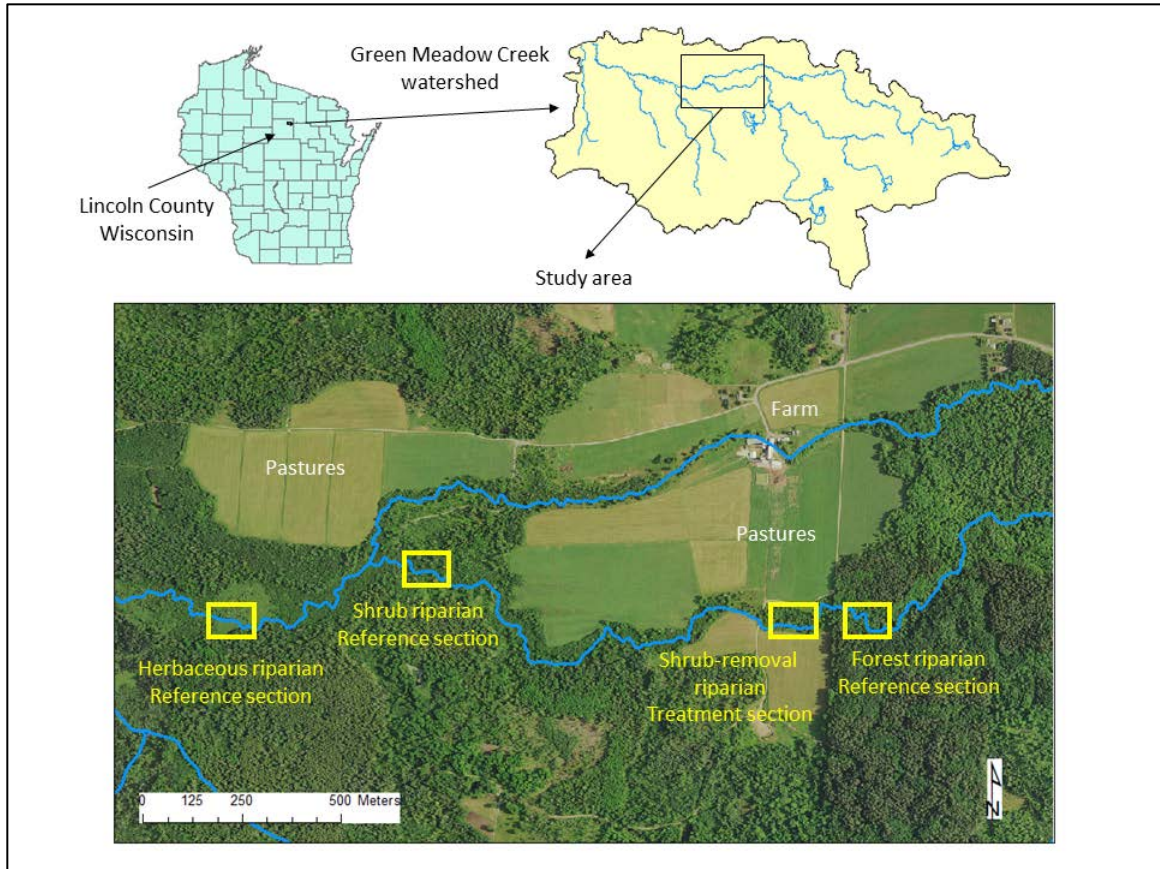 Green Meadow Creek
watershed
Lincoln County
Wisconsin
Study area
Farm
Pastures
Pastures
Shrub riparian
Reference section
Herbaceous riparian
Reference section
Shrub-removal
riparian
Treatment section
Forest riparian
Reference section
0 125 250 500 Meters
N